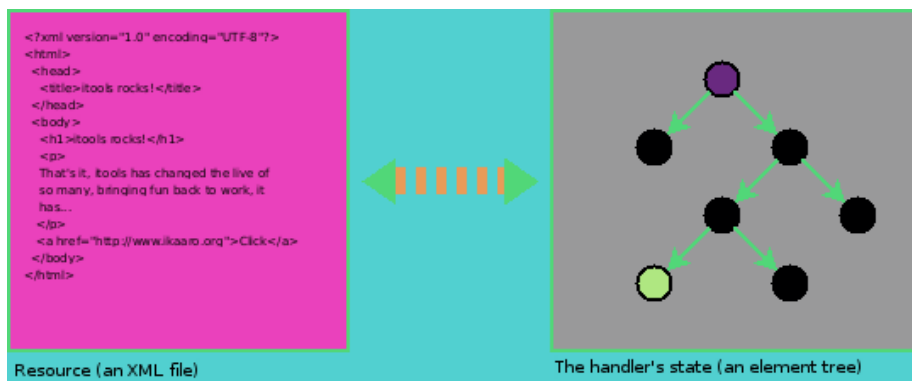 <?xml version="1.0" encoding="UTF-8"?>
<html>
<head>
<title>itools rocks!</title>
</head>
<body>
<h1>itools rocks!</h1>
<p>
That's it, itools has changed the live of
so many, bringing fun back to work, it
has...
</p>
<a href="http://www.ikaaro.org">Click</a>
</body>
</html>
Resource (an XML file)
The handler's state (an element tree)